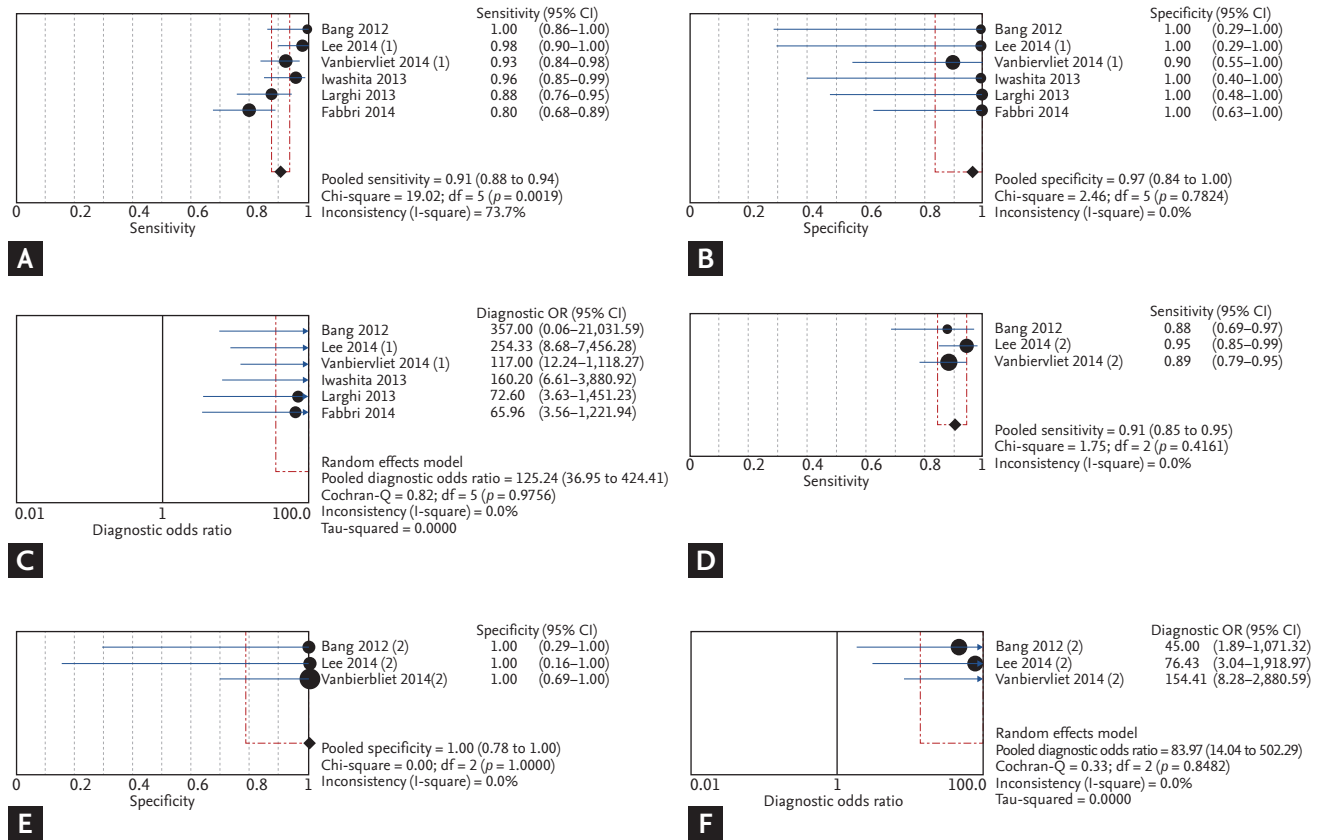 Sensitivity (95% CI)
Bang 2012 1.00 (0.86–1.00)
Lee 2014 (1) 0.98 (0.90–1.00)
Vanbiervliet 2014 (1) 0.93 (0.84–0.98)
Iwashita 2013 0.96 (0.85–0.99)
Larghi 2013 0.88 (0.76–0.95)
Fabbri 2014 0.80 (0.68–0.89)
Pooled sensitivity = 0.91 (0.88 to 0.94)
Chi-square = 19.02; df = 5 (p = 0.0019)
Inconsistency (I-square) = 73.7%
0 0.2 0.4 0.6 0.8 1
Sensitivity
A
Specificity (95% CI)
Bang 2012 1.00 (0.29–1.00)
Lee 2014 (1) 1.00 (0.29–1.00)
Vanbiervliet 2014 (1) 0.90 (0.55–1.00)
Iwashita 2013 1.00 (0.40–1.00)
Larghi 2013 1.00 (0.48–1.00)
Fabbri 2014 1.00 (0.63–1.00)
Pooled specificity = 0.97 (0.84 to 1.00)
Chi-square = 2.46; df = 5 (p = 0.7824)
Inconsistency (I-square) = 0.0%
0 0.2 0.4 0.6 0.8 1
Specificity
B
Diagnostic OR (95% CI)
Bang 2012 357.00 (0.06–21,031.59)
Lee 2014 (1) 254.33 (8.68–7,456.28)
Vanbiervliet 2014 (1) 117.00 (12.24–1,118.27)
Iwashita 2013 160.20 (6.61–3,880.92)
Larghi 2013 72.60 (3.63–1,451.23)
Fabbri 2014 65.96 (3.56–1,221.94)
Random effects model
Pooled diagnostic odds ratio = 125.24 (36.95 to 424.41)
Cochran-Q = 0.82; df = 5 (p = 0.9756)
Inconsistency (I-square) = 0.0%
Tau-squared = 0.0000
0.01 1 100.0
Diagnostic odds ratio
C
Sensitivity (95% CI)
Bang 2012 0.88 (0.69–0.97)
Lee 2014 (2) 0.95 (0.85–0.99)
Vanbiervliet 2014 (2) 0.89 (0.79–0.95)
Pooled sensitivity = 0.91 (0.85 to 0.95)
Chi-square = 1.75; df = 2 (p = 0.4161)
Inconsistency (I-square) = 0.0%
0 0.2 0.4 0.6 0.8 1
Sensitivity
D
Specificity (95% CI)
Bang 2012 (2) 1.00 (0.29–1.00)
Lee 2014 (2) 1.00 (0.16–1.00)
Vanbierbliet 2014(2) 1.00 (0.69–1.00)
Pooled specificity = 1.00 (0.78 to 1.00)
Chi-square = 0.00; df = 2 (p = 1.0000)
Inconsistency (I-square) = 0.0%
0 0.2 0.4 0.6 0.8 1
Specificity
E
Diagnostic OR (95% CI)
Bang 2012 (2) 45.00 (1.89–1,071.32)
Lee 2014 (2) 76.43 (3.04–1,918.97)
Vanbiervliet 2014 (2) 154.41 (8.28–2,880.59)
Random effects model
Pooled diagnostic odds ratio = 83.97 (14.04 to 502.29)
Cochran-Q = 0.33; df = 2 (p = 0.8482)
Inconsistency (I-square) = 0.0%
Tau-squared = 0.0000
0.01 1 100.0
Diagnostic odds ratio
F